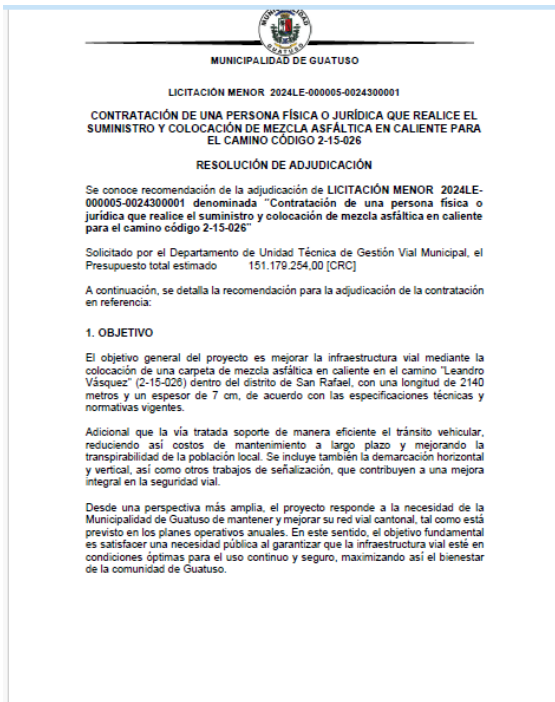 MUNICIPALIDAD
GUATUSO
MUNICIPALIDAD DE GUATUSO
LICITACIÓN MENOR 2024LE-000005-0024300001
CONTRATACIÓN DE UNA PERSONA FÍSICA O JURÍDICA QUE REALICE EL
SUMINISTRO Y COLOCACIÓN DE MEZCLA ASFÁLTICA EN CALIENTE PARA
EL CAMINO CÓDIGO 2-15-026
RESOLUCIÓN DE ADJUDICACIÓN
Se conoce recomendación de la adjudicación de LICITACIÓN MENOR 2024LE-
000005-0024300001 denominada "Contratación de una persona física o
jurídica que realice el suministro y colocación de mezcla asfáltica en caliente
para el camino código 2-15-026"
Solicitado por el Departamento de Unidad Técnica de Gestión Vial Municipal, el
Presupuesto total estimado 151.179.254,00 [CRC]
A continuación, se detalla la recomendación para la adjudicación de la contratación
en referencia:
1. OBJETIVO
El objetivo general del proyecto es mejorar la infraestructura vial mediante la
colocación de una carpeta de mezcla asfáltica en caliente en el camino "Leandro
Vásquez" (2-15-026) dentro del distrito de San Rafael, con una longitud de 2140
metros y un espesor de 7 cm, de acuerdo con las especificaciones técnicas y
normativas vigentes.
Adicional que la vía tratada soporte de manera eficiente el tránsito vehicular,
reduciendo así costos de mantenimiento a largo plazo y mejorando la
transpirabilidad de la población local. Se incluye también la demarcación horizontal
y vertical, así como otros trabajos de señalización, que contribuyen a una mejora
integral en la seguridad vial.
Desde una perspectiva más amplia, el proyecto responde a la necesidad de la
Municipalidad de Guatuso de mantener y mejorar su red vial cantonal, tal como está
previsto en los planes operativos anuales. En este sentido, el objetivo fundamental
es satisfacer una necesidad pública al garantizar que la infraestructura vial esté en
condiciones óptimas para el uso continuo y seguro, maximizando así el bienestar
de la comunidad de Guatuso.